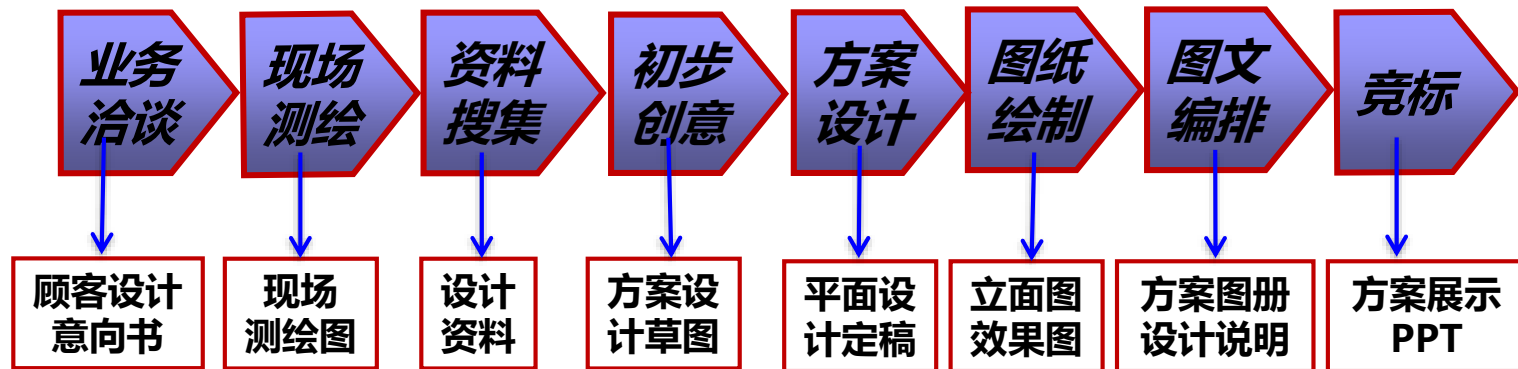 业务
洽谈
现场
测绘
资料
搜集
初步
创意
方案
设计
图纸
绘制
图文
编排
竞标
顾客设计
意向书
现场
测绘图
设计
资料
方案设
计草图
平面设
计定稿
立面图
效果图
方案图册
设计说明
方案展示
PPT